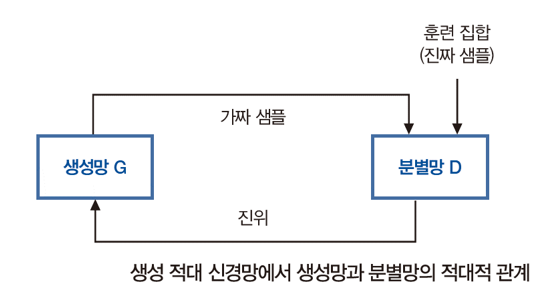 훈련 집합
(진짜 샘플)
가짜 샘플
생성망 G
분별망 D
진위
생성 적대 신경망에서 생성망과 분별망의 적대적 관계